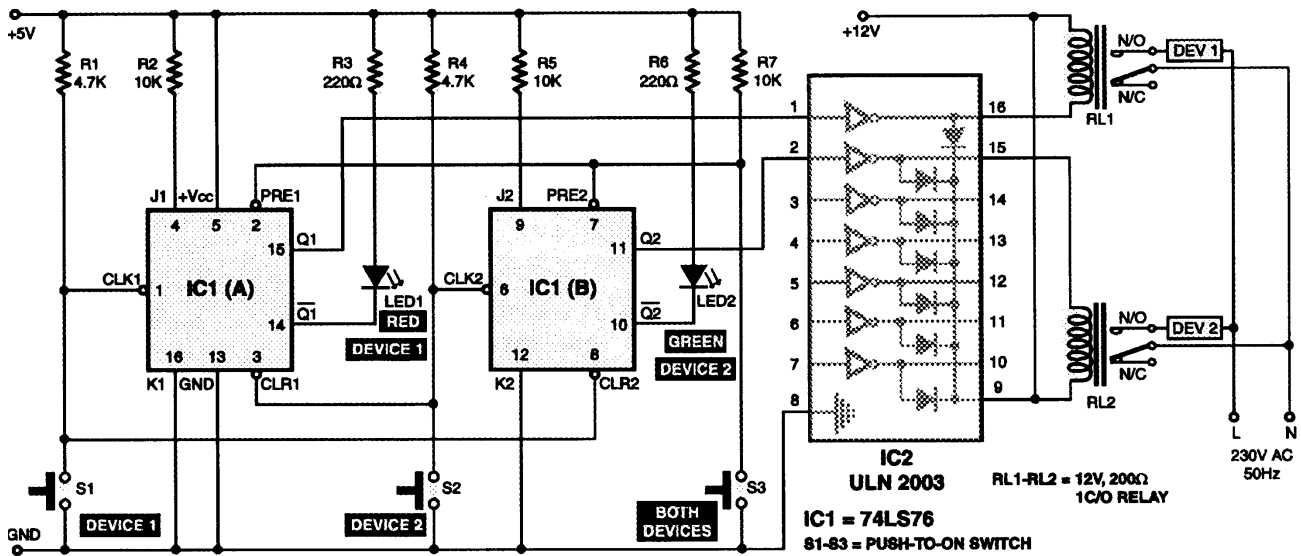 +5V
R1
4.7K
R2
10K
R3
220Ω
R4
4.7K
R5
10K
R6
220Ω
R7
10K
J1
+Vcc
PRE1
4
5
2
15
Q1
CLK1
1
IC1 (A)
14
Q1
16
13
3
K1
GND
CLR1
LED1
RED
DEVICE 1
J2
PRE2
9
7
11
Q2
CLK2
6
IC1 (B)
10
Q2
12
8
K2
CLR2
LED2
GREEN
DEVICE 2
S1
DEVICE 1
S2
DEVICE 2
S3
BOTH
DEVICES
GND
+12V
1
2
3
4
5
6
7
8
16
15
14
13
12
11
10
9
IC2
ULN 2003
N/O
DEV 1
N/C
RL1
N/O
DEV 2
N/C
RL2
L
N
230V AC
50Hz
RL1-RL2 = 12V, 200Ω
1C/O RELAY
IC1 = 74LS76
S1-S3 = PUSH-TO-ON SWITCH